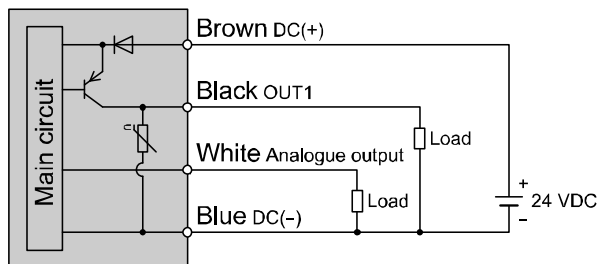 Main circuit
Brown DC(+)
Black OUT1
n
White Analogue output
Load
Load
Blue DC(−)
+
24 VDC
−